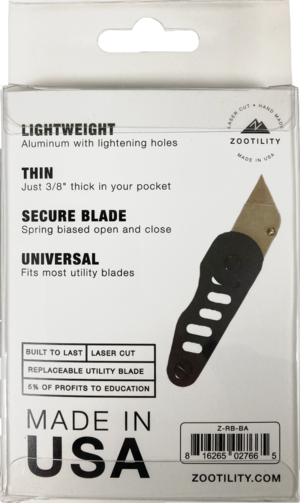 LASER CUT • HAND MADE
ZOOTILITY
MADE IN USA
LIGHTWEIGHT
Aluminum with lightening holes
THIN
Just 3/8" thick in your pocket
SECURE BLADE
Spring biased open and close
UNIVERSAL
Fits most utility blades
BUILT TO LAST LASER CUT
REPLACEABLE UTILITY BLADE
5% OF PROFITS TO EDUCATION
MADE IN
USA
Z-RB-BA
8 16265 02766 5
ZOOTILITY.COM